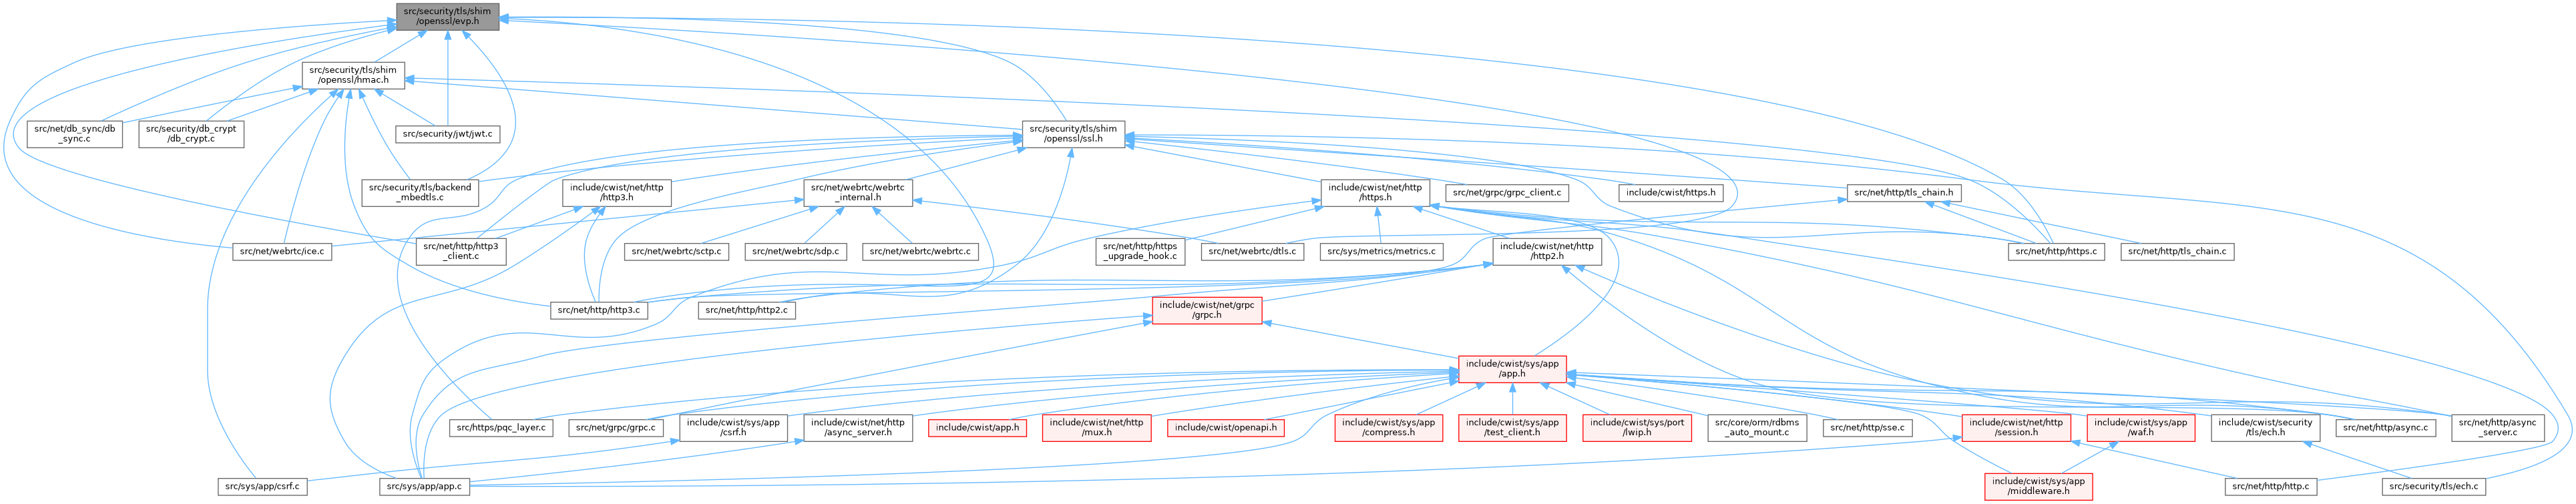 src/security/tls/shim
/openssl/evp.h
src/security/tls/shim
/openssl/hmac.h
src/net/db_sync/db
_sync.c
src/security/db_crypt
/db_crypt.c
src/security/jwt/jwt.c
src/security/tls/shim
/openssl/ssl.h
src/security/tls/backend
_mbedtls.c
include/cwist/net/http
/http3.h
src/net/webrtc/webrtc
_internal.h
include/cwist/net/http
/https.h
src/net/grpc/grpc_client.c
include/cwist/https.h
src/net/http/tls_chain.h
src/net/webrtc/ice.c
src/net/http/http3
_client.c
src/net/webrtc/sctp.c
src/net/webrtc/sdp.c
src/net/webrtc/webrtc.c
src/net/http/https
_upgrade_hook.c
src/net/webrtc/dtls.c
src/sys/metrics/metrics.c
include/cwist/net/http
/http2.h
src/net/http/https.c
src/net/http/tls_chain.c
src/net/http/http3.c
src/net/http/http2.c
include/cwist/net/grpc
/grpc.h
include/cwist/sys/app
/app.h
src/https/pqc_layer.c
src/net/grpc/grpc.c
include/cwist/sys/app
/csrf.h
include/cwist/net/http
/async_server.h
include/cwist/app.h
include/cwist/net/http
/mux.h
include/cwist/openapi.h
include/cwist/sys/app
/compress.h
include/cwist/sys/app
/test_client.h
include/cwist/sys/port
/lwip.h
src/core/orm/rdbms
_auto_mount.c
src/net/http/sse.c
include/cwist/net/http
/session.h
include/cwist/sys/app
/waf.h
include/cwist/security
/tls/ech.h
src/net/http/async.c
src/net/http/async
_server.c
src/sys/app/csrf.c
src/sys/app/app.c
include/cwist/sys/app
/middleware.h
src/net/http/http.c
src/security/tls/ech.c